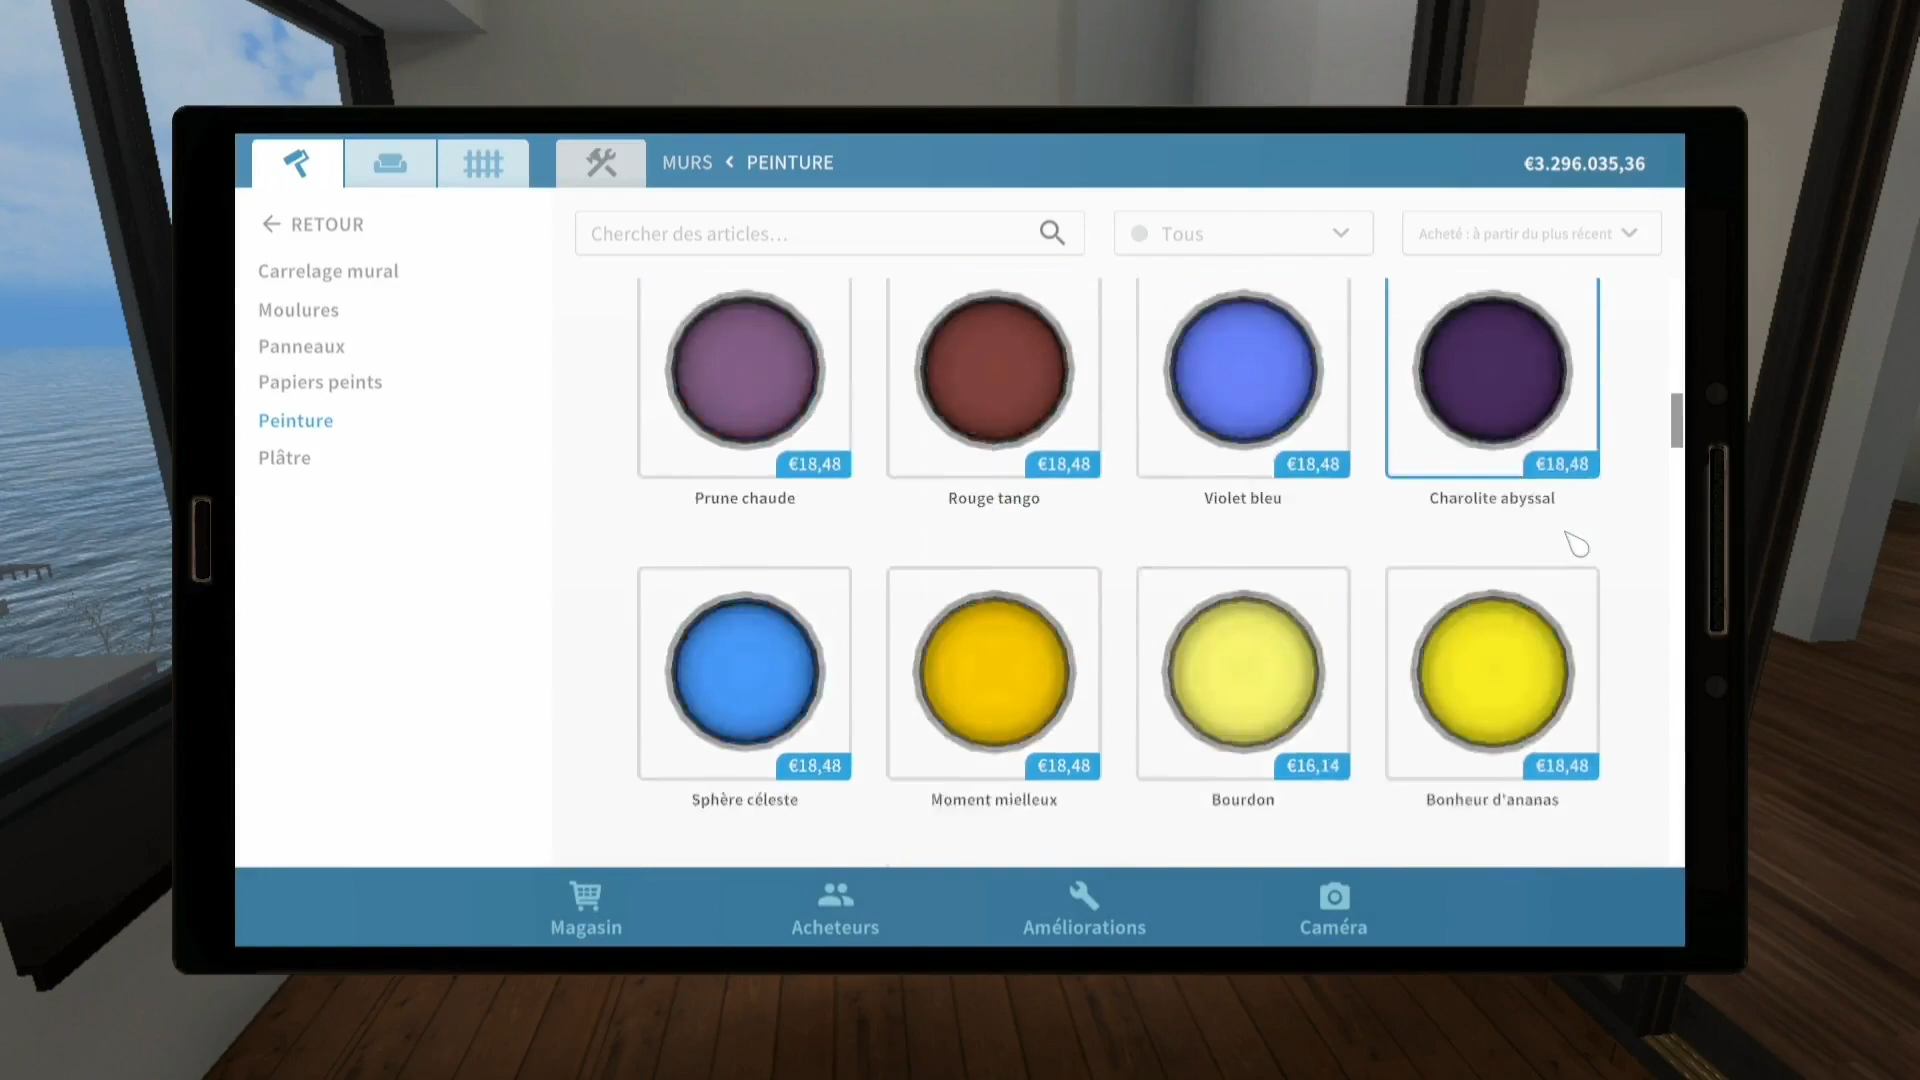 MURS < PEINTURE
€3.296.035,36
← RETOUR
Carrelage mural
Moulures
Panneaux
Papiers peints
Peinture
Plâtre
Chercher des articles...
Tous
Acheté : à partir du plus récent
€18,48
€18,48
€18,48
€18,48
Prune chaude
Rouge tango
Violet bleu
Charolite abyssal
€18,48
€18,48
€16,14
€18,48
Sphère céleste
Moment mielleux
Bourdon
Bonheur d'ananas
Magasin
Acheteurs
Améliorations
Caméra